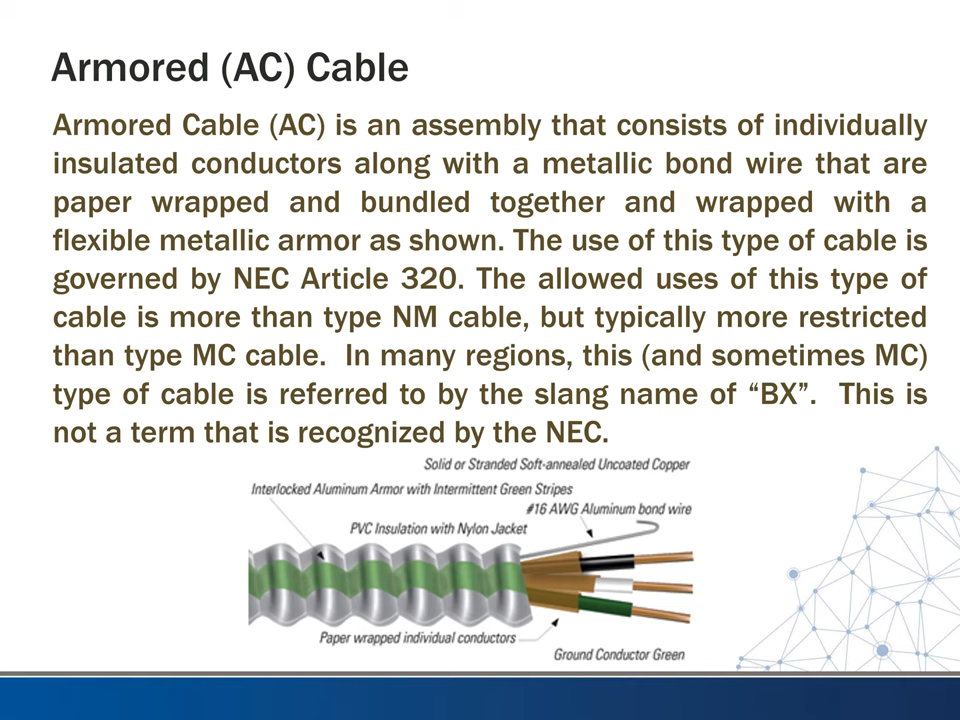 Armored (AC) Cable
Armored Cable (AC) is an assembly that consists of individually
insulated conductors along with a metallic bond wire that are
paper wrapped and bundled together and wrapped with a
flexible metallic armor as shown. The use of this type of cable is
governed by NEC Article 320. The allowed uses of this type of
cable is more than type NM cable, but typically more restricted
than type MC cable.  In many regions, this (and sometimes MC)
type of cable is referred to by the slang name of “BX”.  This is
not a term that is recognized by the NEC.
Solid or Stranded Soft-annealed Uncoated Copper
Interlocked Aluminum Armor with Intermittent Green Stripes
#16 AWG Aluminum bond wire
PVC Insulation with Nylon Jacket
Paper wrapped individual conductors
Ground Conductor Green